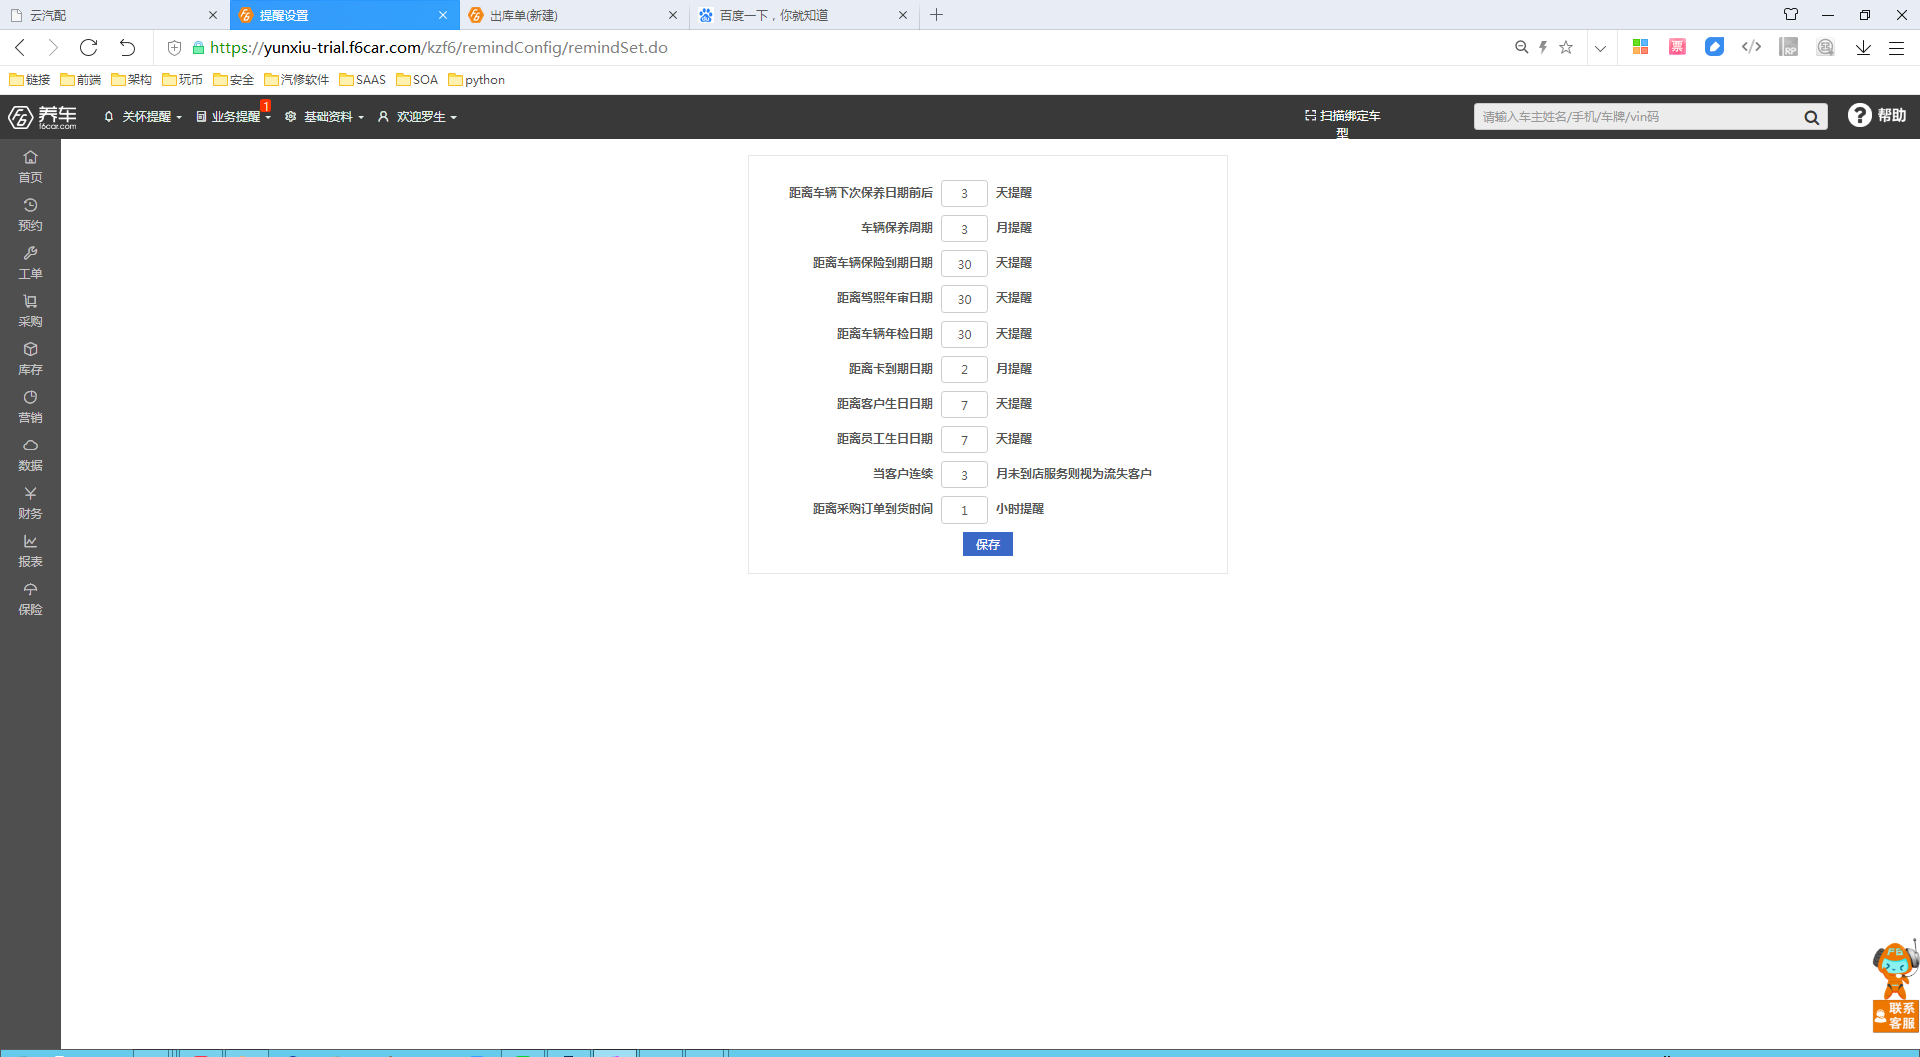 云汽配
提醒设置
出库单(新建)
百度一下，你就知道
https://yunxiu-trial.f6car.com/kzf6/remindConfig/remindSet.do
票
RP
链接
前端
架构
玩币
安全
汽修软件
SAAS
SOA
python
F6 养车
f6car.com
关怀提醒
业务提醒
1
基础资料
欢迎罗生
扫描绑定车
型
请输入车主姓名/手机/车牌/vin码
帮助
首页
预约
工单
采购
库存
营销
数据
财务
报表
保险
距离车辆下次保养日期前后 3 天提醒
车辆保养周期 3 月提醒
距离车辆保险到期日期 30 天提醒
距离驾照年审日期 30 天提醒
距离车辆年检日期 30 天提醒
距离卡到期日期 2 月提醒
距离客户生日日期 7 天提醒
距离员工生日日期 7 天提醒
当客户连续 3 月未到店服务则视为流失客户
距离采购订单到货时间 1 小时提醒
保存
F6
联系
客服